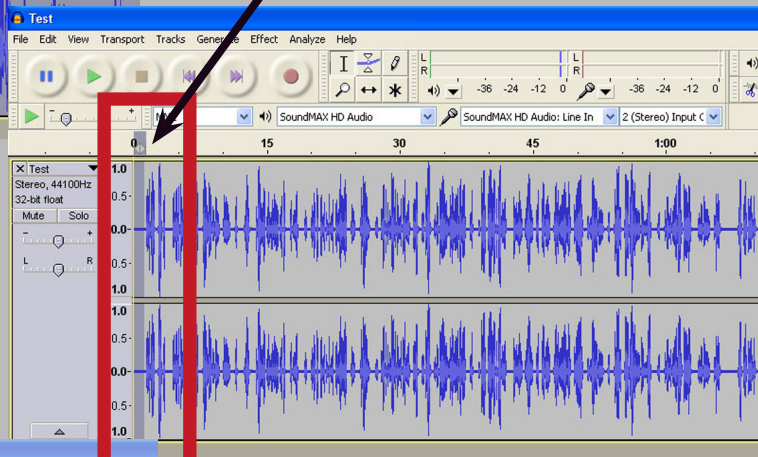 Test
File Edit View Transport Tracks Generate Effect Analyze Help
L
R
L
R
-36 -24 -12 0
-36 -24 -12 0
- +
SoundMAX HD Audio
SoundMAX HD Audio: Line In
2 (Stereo) Input C
0 15 30 45 1:00
X Test
Stereo, 44100Hz
32-bit float
Mute Solo
- +
L R
1.0
0.5-
0.0-
0.5-
1.0
1.0
0.5-
0.0-
0.5-
1.0